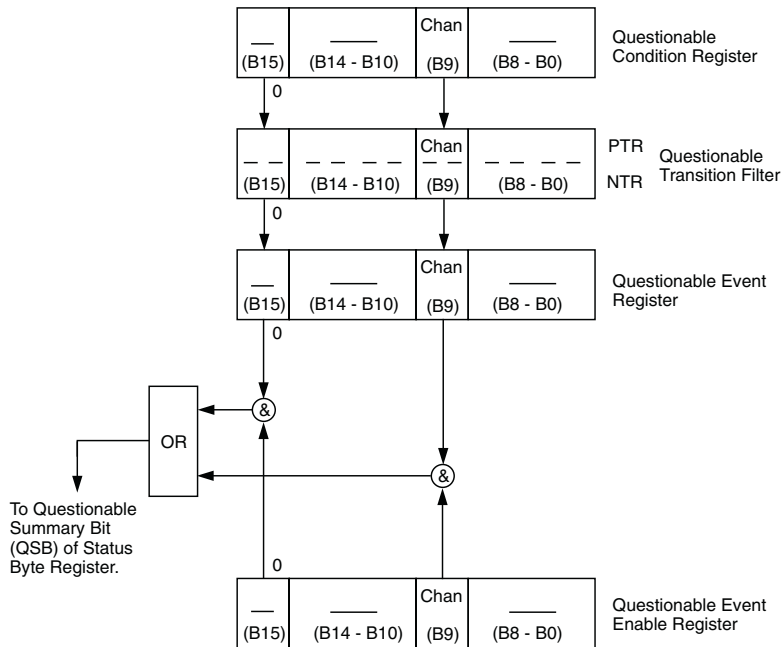 Chan
(B15) (B14 - B10) (B9) (B8 - B0)
Questionable
Condition Register
0
Chan
(B15) (B14 - B10) (B9) (B8 - B0)
PTR
NTR
Questionable
Transition Filter
0
Chan
(B15) (B14 - B10) (B9) (B8 - B0)
Questionable Event
Register
0
&
OR
&
To Questionable
Summary Bit
(QSB) of Status
Byte Register.
0
Chan
(B15) (B14 - B10) (B9) (B8 - B0)
Questionable Event
Enable Register